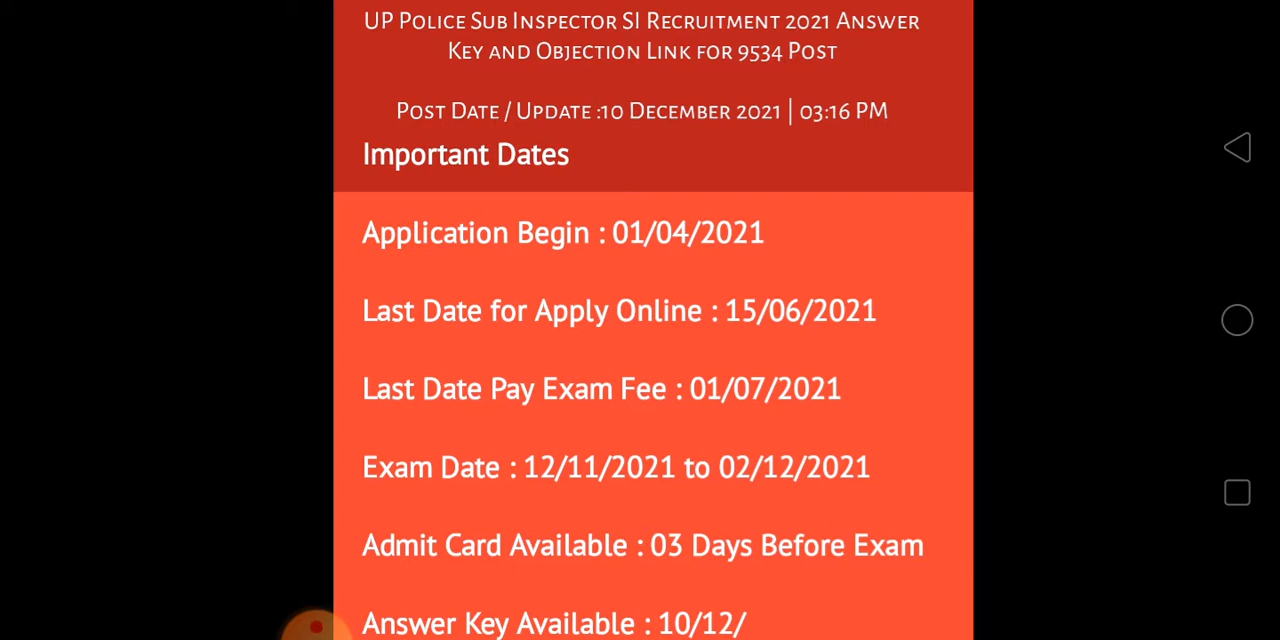 UP Police Sub Inspector SI Recruitment 2021 Answer
Key and Objection Link for 9534 Post
Post Date / Update :10 December 2021 | 03:16 PM
Important Dates
Application Begin : 01/04/2021
Last Date for Apply Online : 15/06/2021
Last Date Pay Exam Fee : 01/07/2021
Exam Date : 12/11/2021 to 02/12/2021
Admit Card Available : 03 Days Before Exam
Answer Key Available : 10/12/